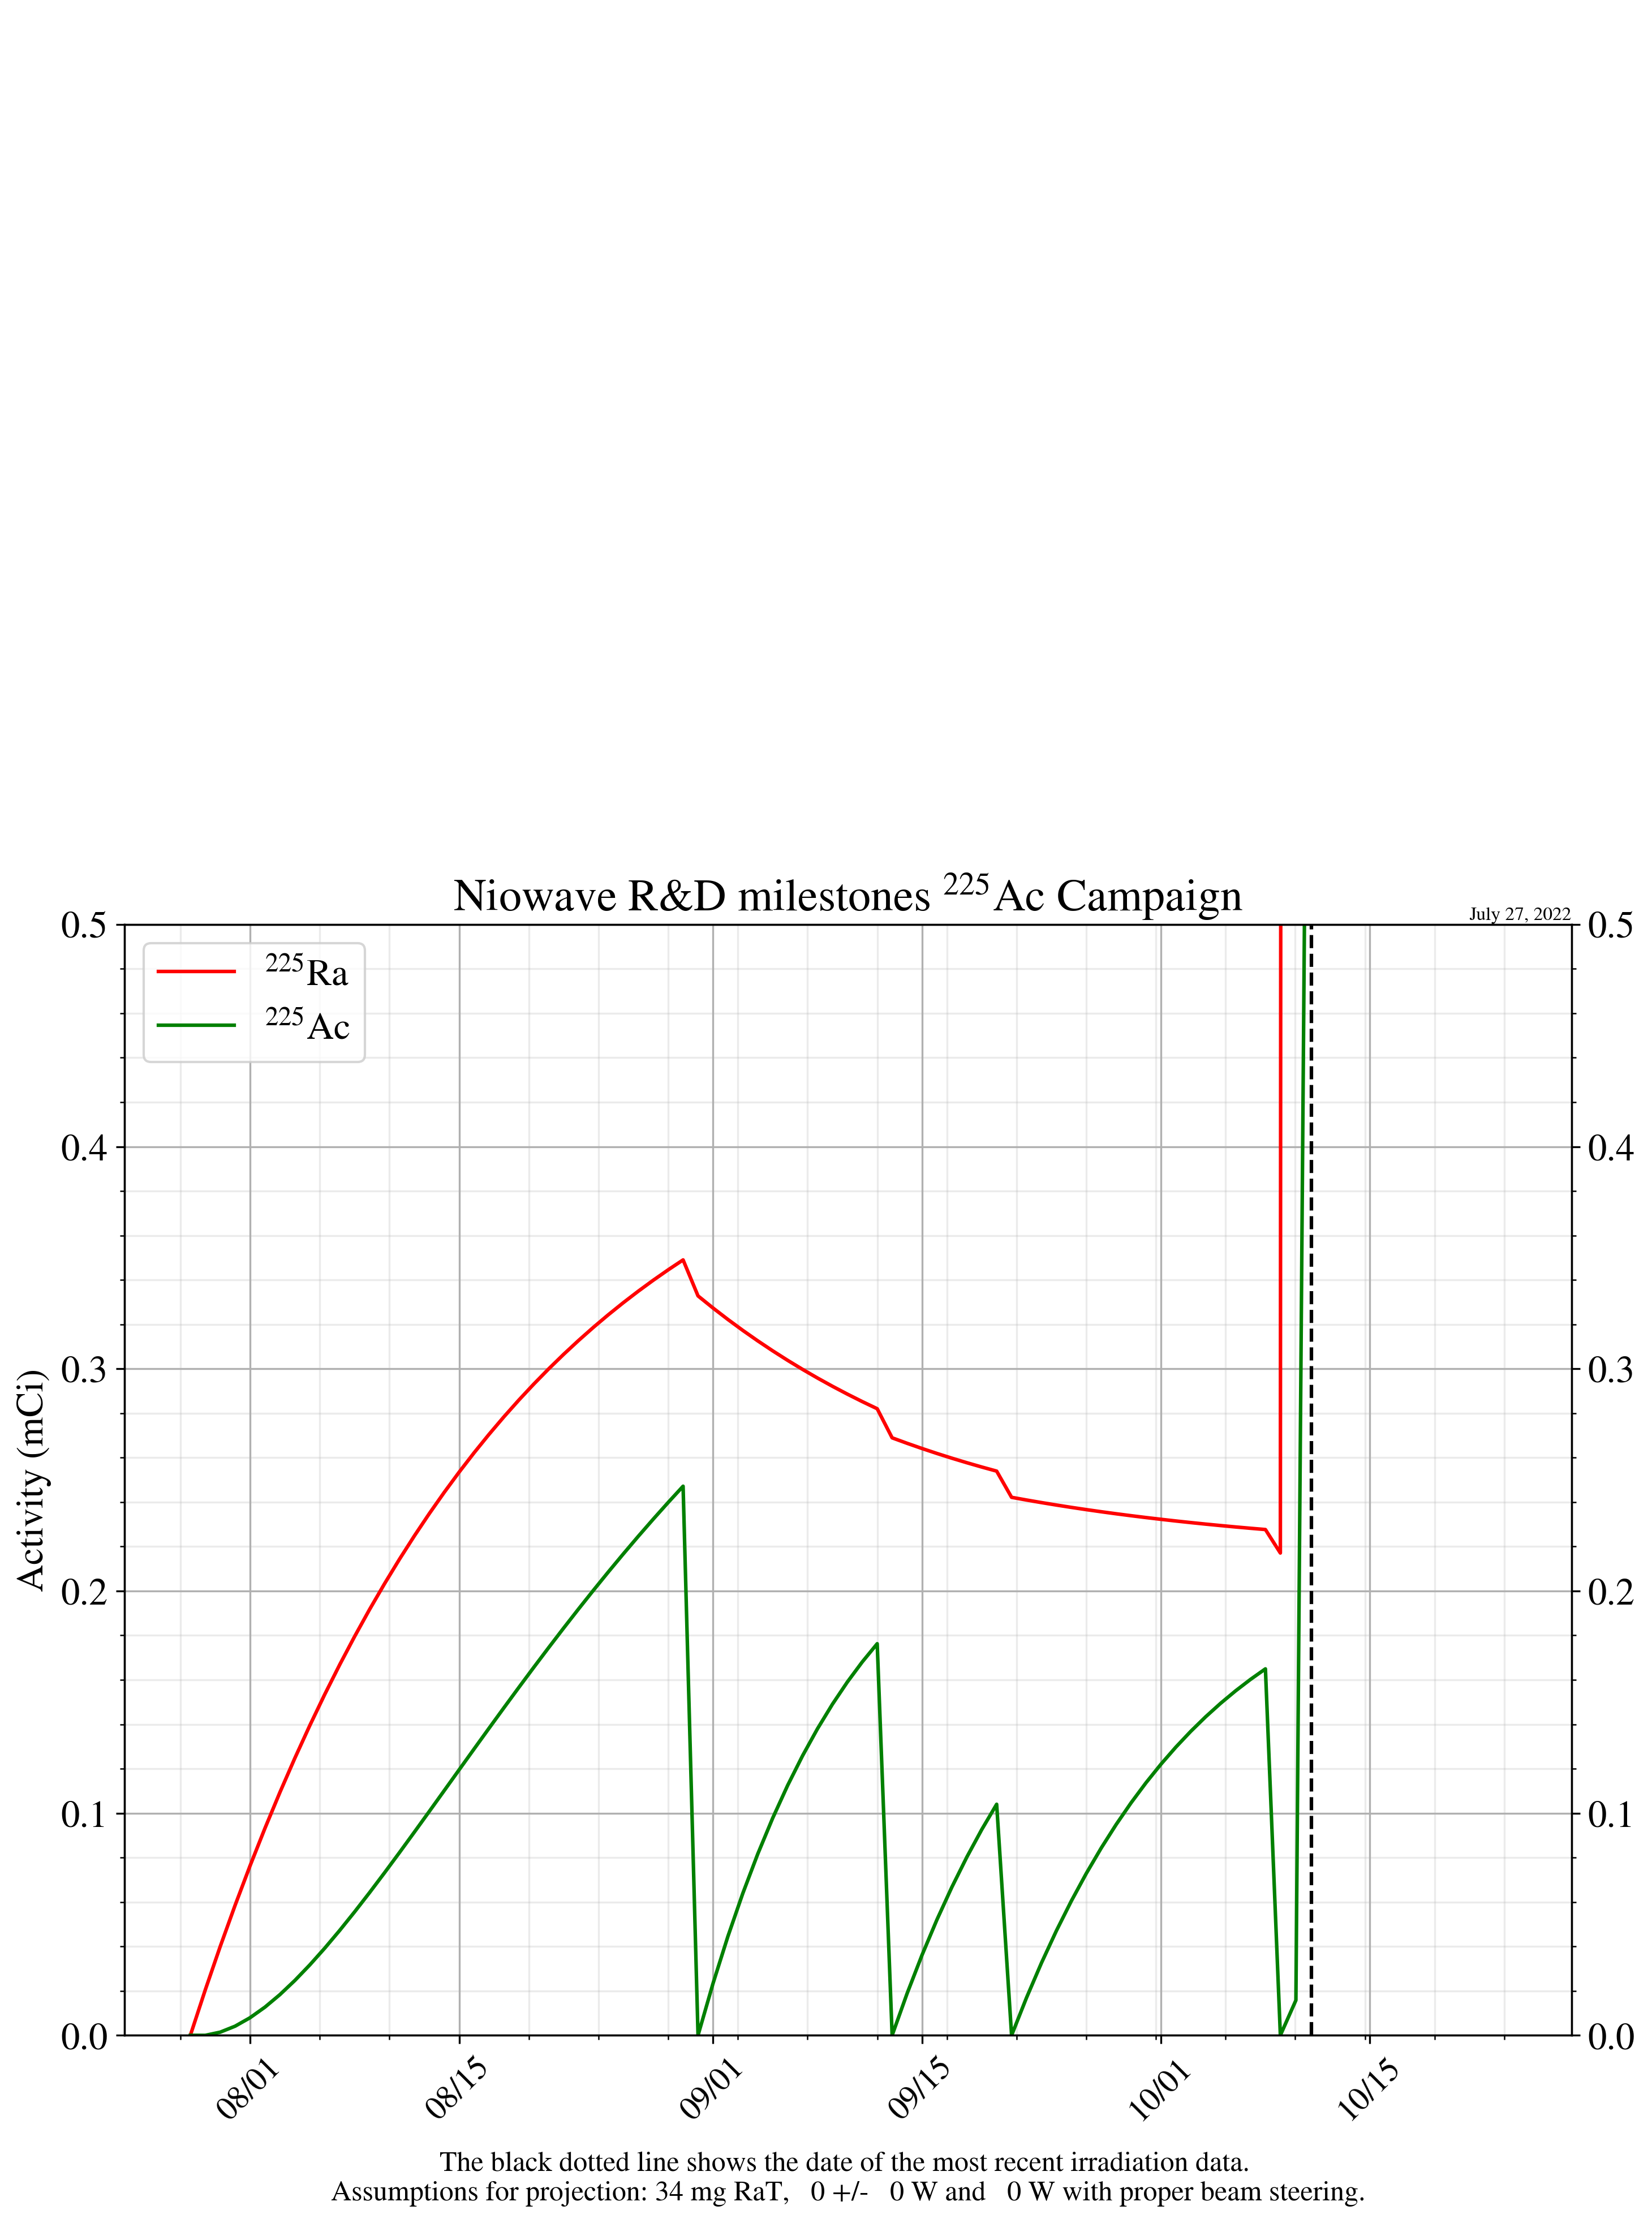 Niowave R&D milestones ²²⁵Ac Campaign
July 27, 2022
²²⁵Ra
²²⁵Ac
Activity (mCi)
0.5
0.4
0.3
0.2
0.1
0.0
0.5
0.4
0.3
0.2
0.1
0.0
08/01
08/15
09/01
09/15
10/01
10/15
The black dotted line shows the date of the most recent irradiation data.
Assumptions for projection: 34 mg RaT, 0 +/- 0 W and 0 W with proper beam steering.